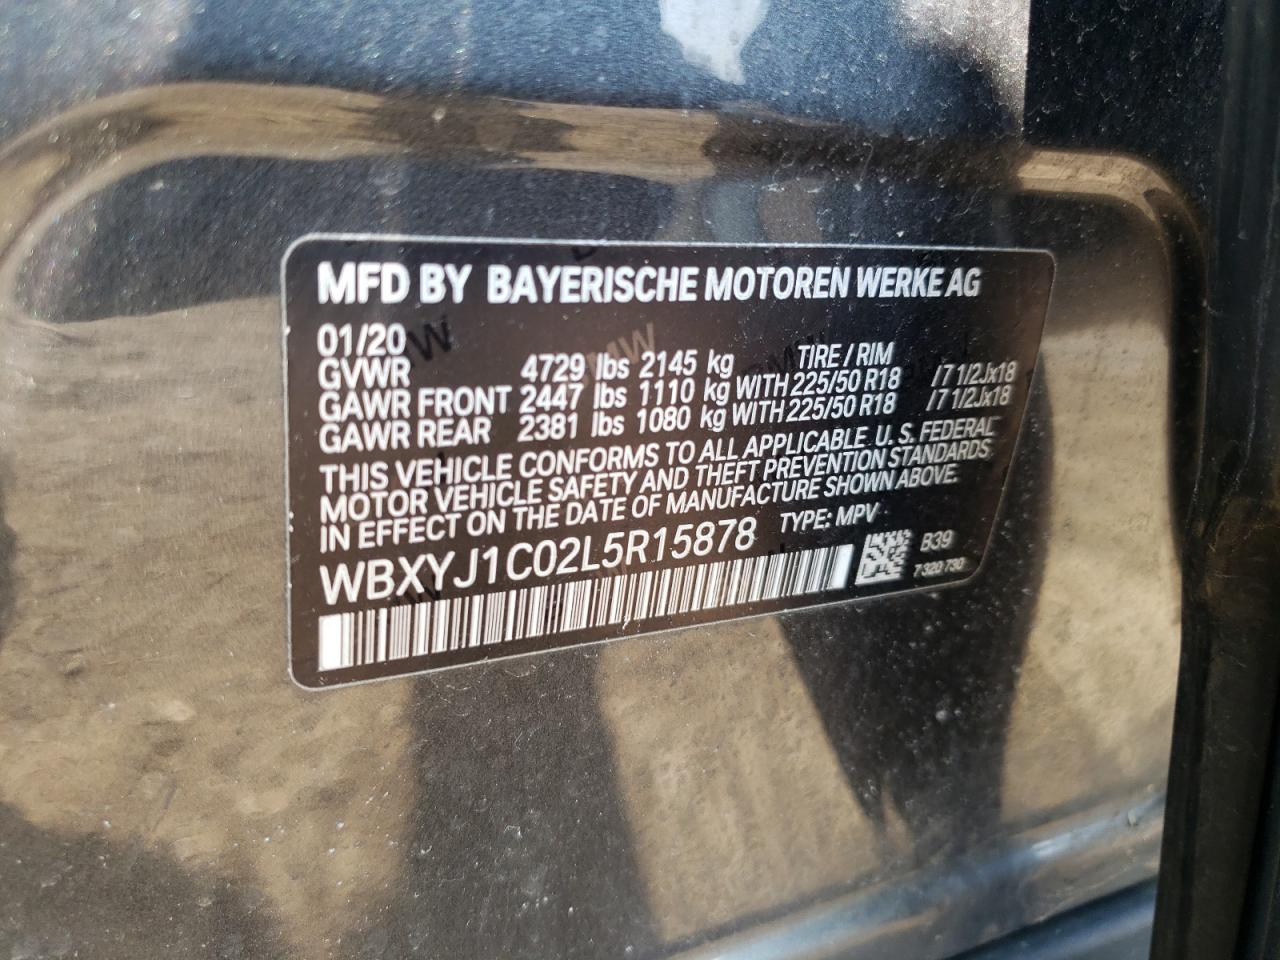 MFD BY BAYERISCHE MOTOREN WERKE AG
01/20
GVWR 4729 lbs 2145 kg TIRE / RIM
GAWR FRONT 2447 lbs 1110 kg WITH 225/50 R18 /7 1/2Jx18
GAWR REAR 2381 lbs 1080 kg WITH 225/50 R18 /7 1/2Jx18
THIS VEHICLE CONFORMS TO ALL APPLICABLE U. S. FEDERAL
MOTOR VEHICLE SAFETY AND THEFT PREVENTION STANDARDS
IN EFFECT ON THE DATE OF MANUFACTURE SHOWN ABOVE.
WBXYJ1C02L5R15878 TYPE: MPV
B39
7 320 730